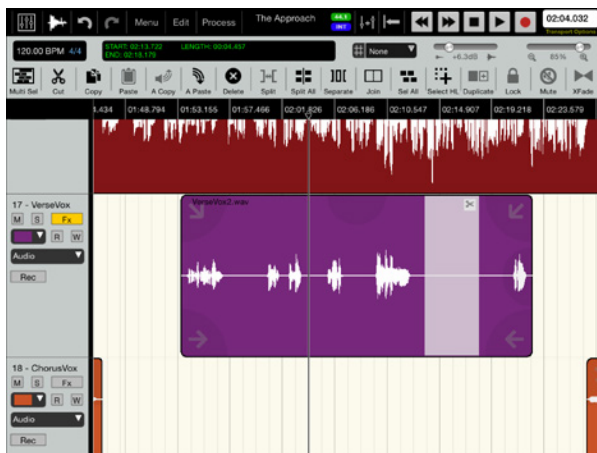 Menu Edit Process The Approach 44.1 INT 02:04.032
Transport Options
120.00 BPM 4/4 START: 02:13.722 LENGTH: 00:04.457 None +6.3dB 85%
END: 02:18.179
Multi Sel Cut Copy Paste A Copy A Paste Delete Split Split All Separate Join Sel All Select HL Duplicate Lock Mute XFade
1.434 01:48.794 01:53.155 01:57.466 02:01.826 02:06.186 02:10.547 02:14.907 02:19.218 02:23.579
17 - VerseVox VerseVox2.wav
M S Fx
R W
Audio
Rec
18 - ChorusVox
M S Fx
R W
Audio
Rec